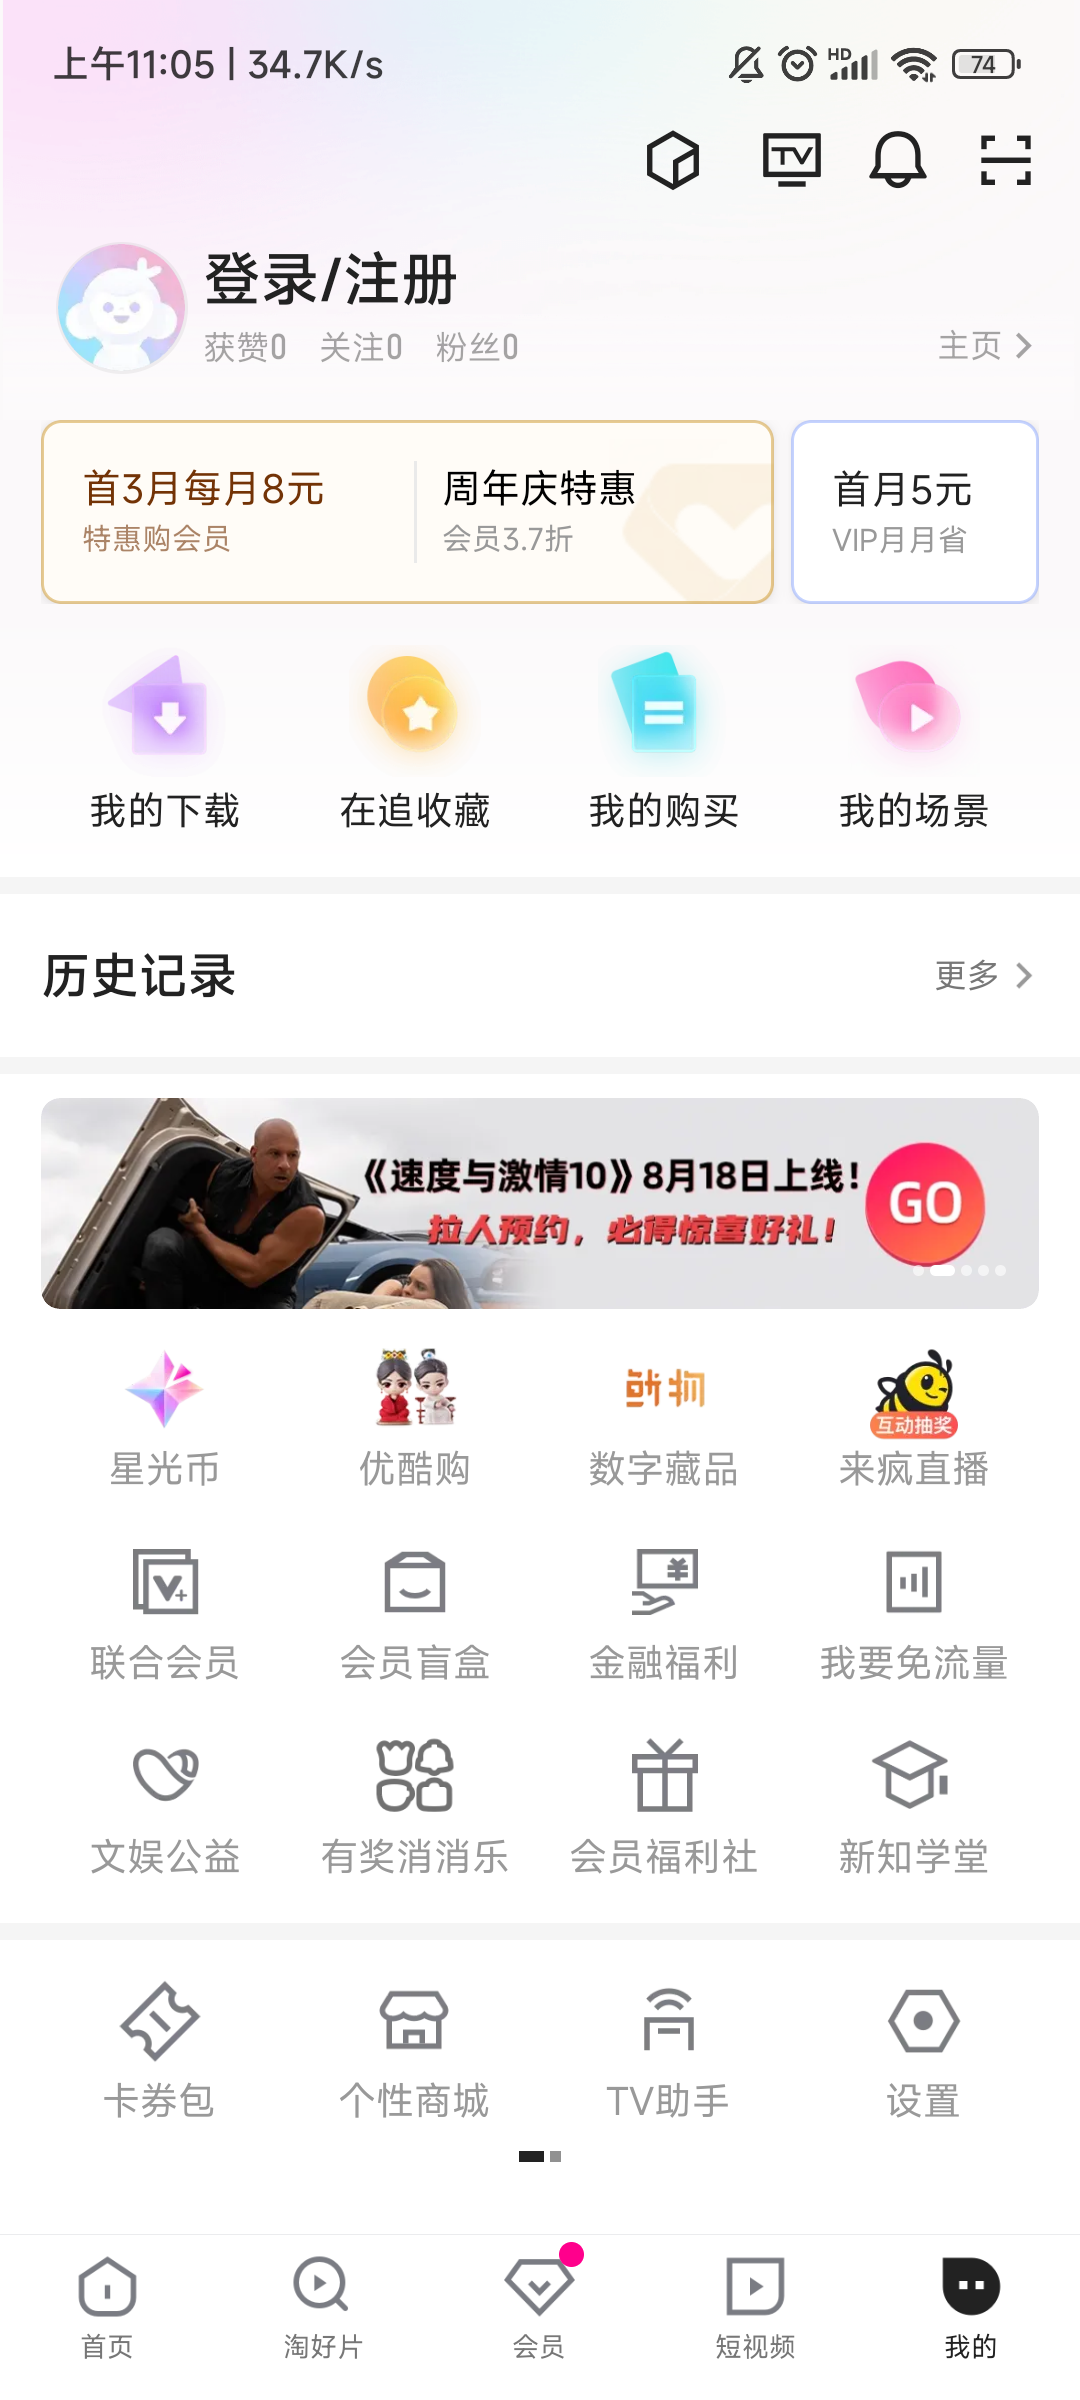 上午11:05 | 34.7K/s
HD
74
TV
登录/注册
获赞0 关注0 粉丝0
主页
首3月每月8元
特惠购会员
周年庆特惠
会员3.7折
首月5元
VIP月月省
我的下载 在追收藏 我的购买 我的场景
历史记录
更多
《速度与激情10》8月18日上线!
拉人预约，必得惊喜好礼！
GO
互动抽奖
星光币 优酷购 数字藏品 来疯直播
联合会员 会员盲盒 金融福利 我要免流量
文娱公益 有奖消消乐 会员福利社 新知学堂
卡券包 个性商城 TV助手 设置
首页 淘好片 会员 短视频 我的